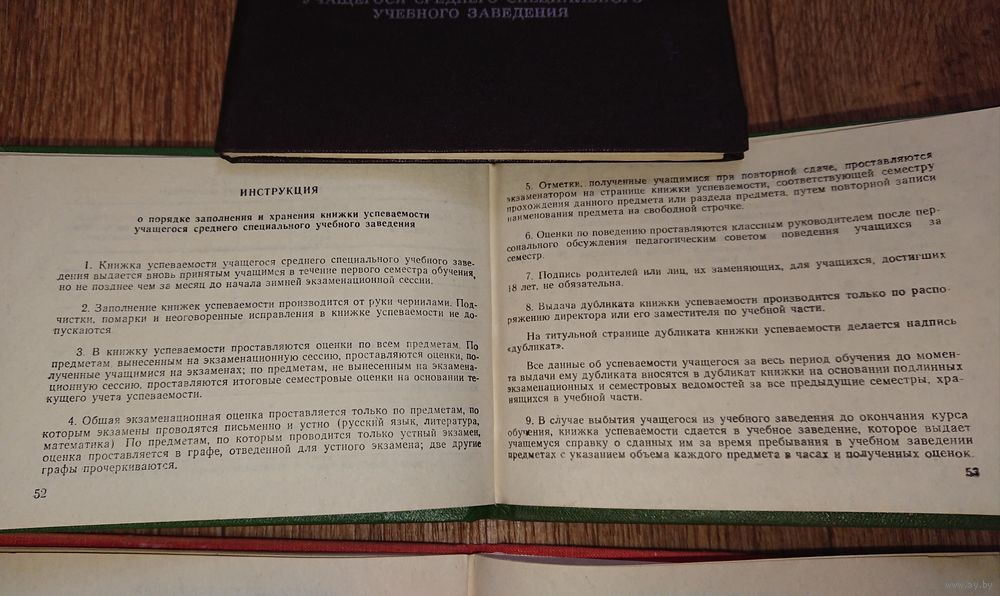 УЧАЩЕГОСЯ СРЕДНЕГО СПЕЦИАЛЬНОГО
УЧЕБНОГО ЗАВЕДЕНИЯ
ИНСТРУКЦИЯ
о порядке заполнения и хранения книжки успеваемости
учащегося среднего специального учебного заведения
1. Книжка успеваемости учащегося среднего специального учебного заве-
дения выдается вновь принятым учащимся в течение первого семестра обучения,
но не позднее чем за месяц до начала зимней экзаменационной сессии.
2. Заполнение книжек успеваемости производится от руки чернилами. Под-
чистки, помарки и неоговоренные исправления в книжке успеваемости не до-
пускаются
3. В книжку успеваемости проставляются оценки по всем предметам. По
предметам вынесенным на экзаменационную сессию, проставляются оценки, по-
лученные учащимися на экзаменах; по предметам, не вынесенным на экзамена-
ционную сессию, проставляются итоговые семестровые оценки на основании те-
кущего учета успеваемости.
4. Общая экзаменационная оценка проставляется только по предметам, по
которым экзамены проводятся письменно и устно (русский язык, литература,
математика) По предметам, по которым проводится только устный экзамен,
оценка проставляется в графе, отведенной для устного экзамена; две другие
графы прочеркиваются.
52
5. Отметки, полученные учащимися при повторной сдаче, проставляются
экзаменатором на странице книжки успеваемости, соответствующей семестру
прохождения данного предмета или раздела предмета, путем повторной записи
наименования предмета на свободной строчке.
6. Оценки по поведению проставляются классным руководителем после пер-
сонального обсуждения педагогическим советом поведения учащихся за
семестр.
7. Подпись родителей или лиц, их заменяющих, для учащихся, достигших
18 лет, не обязательна.
8. Выдача дубликата книжки успеваемости производится только по распо-
ряжению директора или его заместителя по учебной части.
На титульной странице дубликата книжки успеваемости делается надпись
«дубликат».
Все данные об успеваемости учащегося за весь период обучения до момен-
та выдачи ему дубликата вносятся в дубликат книжки на основании подлинных
экзаменационных и семестровых ведомостей за все предыдущие семестры, хра-
нящихся в учебной части.
9. В случае выбытия учащегося из учебного заведения до окончания курса
обучения, книжка успеваемости сдается в учебное заведение, которое выдает
учащемуся справку о сданных им за время пребывания в учебном заведении
предметах с указанием объема каждого предмета в часах и полученных оценок.
53
www.ay.by